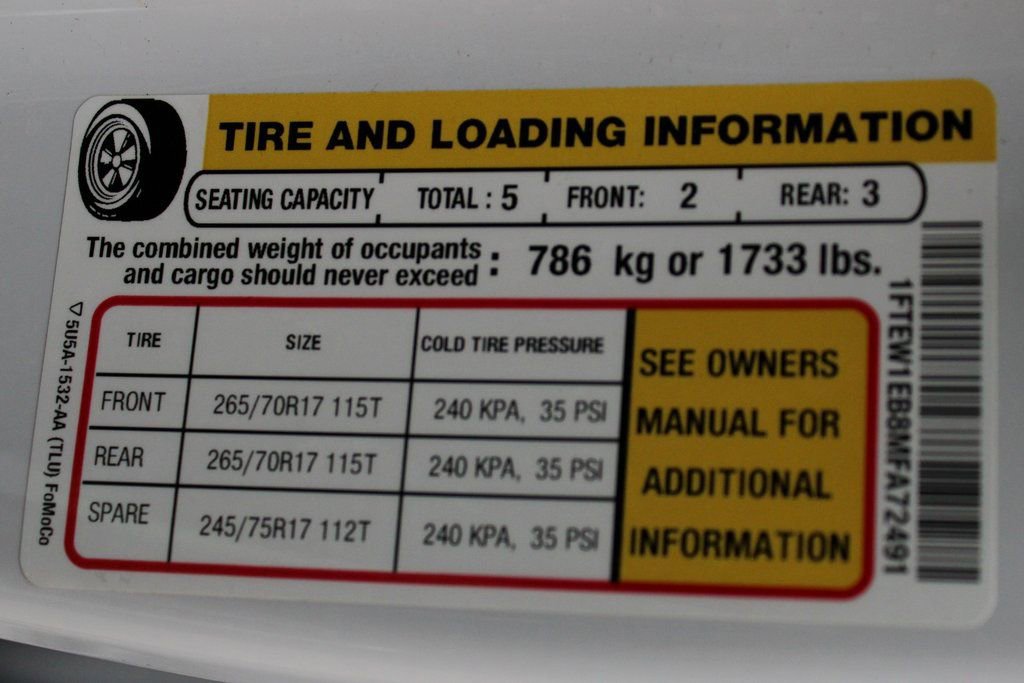 TIRE AND LOADING INFORMATION
SEATING CAPACITY TOTAL : 5 FRONT: 2 REAR: 3
The combined weight of occupants
and cargo should never exceed : 786 kg or 1733 lbs.
TIRE SIZE COLD TIRE PRESSURE
FRONT 265/70R17 115T 240 KPA, 35 PSI
REAR 265/70R17 115T 240 KPA, 35 PSI
SPARE 245/75R17 112T 240 KPA, 35 PSI
SEE OWNERS
MANUAL FOR
ADDITIONAL
INFORMATION
1FTEW1EB8MFA72491
5U5A-1532-AA (TLU) FoMoCo